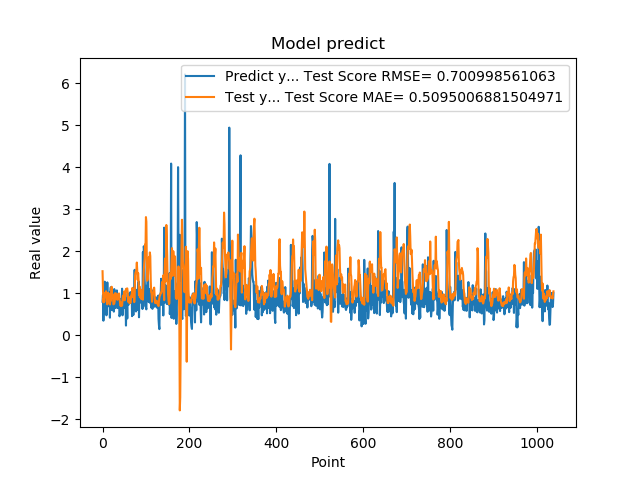 Model predict
Predict y... Test Score RMSE= 0.700998561063
Test y... Test Score MAE= 0.5095006881504971
Real value
6
5
4
3
2
1
0
−1
−2
0 200 400 600 800 1000
Point